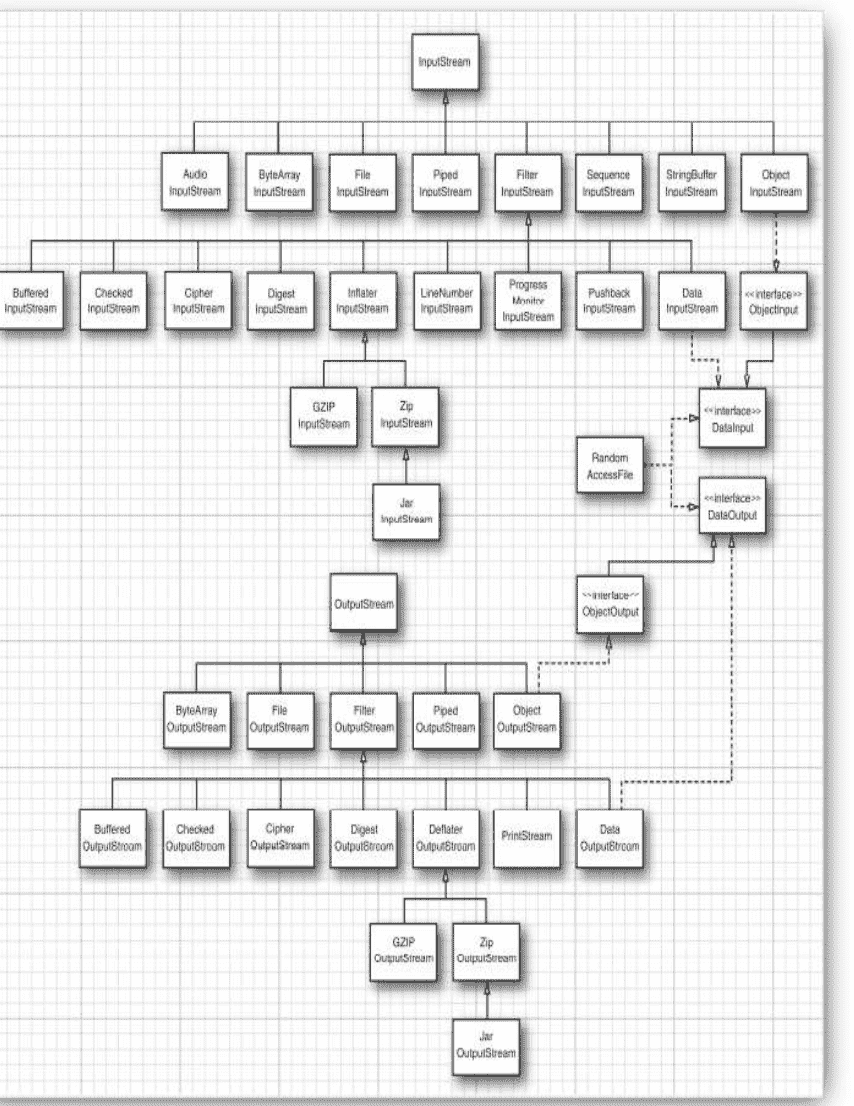 InputStream
Audio
InputStream
ByteArray
InputStream
File
InputStream
Piped
InputStream
Filter
InputStream
Sequence
InputStream
StringBuffer
InputStream
Object
InputStream
Buffered
InputStream
Checked
InputStream
Cipher
InputStream
Digest
InputStream
Inflater
InputStream
LineNumber
InputStream
Progress
Monitor
InputStream
Pushback
InputStream
Data
InputStream
<<interface>>
ObjectInput
GZIP
InputStream
Zip
InputStream
<<interface>>
DataInput
Random
AccessFile
Jar
InputStream
<<interface>>
DataOutput
OutputStream
<<interface>>
ObjectOutput
ByteArray
OutputStream
File
OutputStream
Filter
OutputStream
Piped
OutputStream
Object
OutputStream
Buffered
OutputStream
Checked
OutputStream
Cipher
OutputStream
Digest
OutputStream
Deflater
OutputStream
PrintStream
Data
OutputStream
GZIP
OutputStream
Zip
OutputStream
Jar
OutputStream